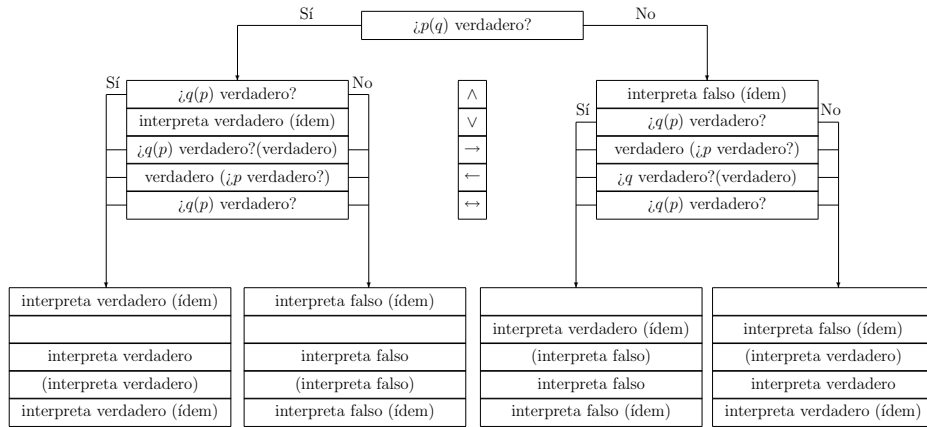 Sí
¿p(q) verdadero?
No
Sí
¿q(p) verdadero?
No
interpreta verdadero (ídem)
¿q(p) verdadero?(verdadero)
verdadero (¿p verdadero?)
¿q(p) verdadero?
∧
∨
→
←
↔
interpreta falso (ídem)
Sí
¿q(p) verdadero?
No
verdadero (¿p verdadero?)
¿q verdadero?(verdadero)
¿q(p) verdadero?
interpreta verdadero (ídem)
interpreta verdadero
(interpreta verdadero)
interpreta verdadero (ídem)
interpreta falso (ídem)
interpreta falso
(interpreta falso)
interpreta falso (ídem)
interpreta verdadero (ídem)
(interpreta falso)
interpreta falso
interpreta falso (ídem)
interpreta falso (ídem)
(interpreta verdadero)
interpreta verdadero
interpreta verdadero (ídem)